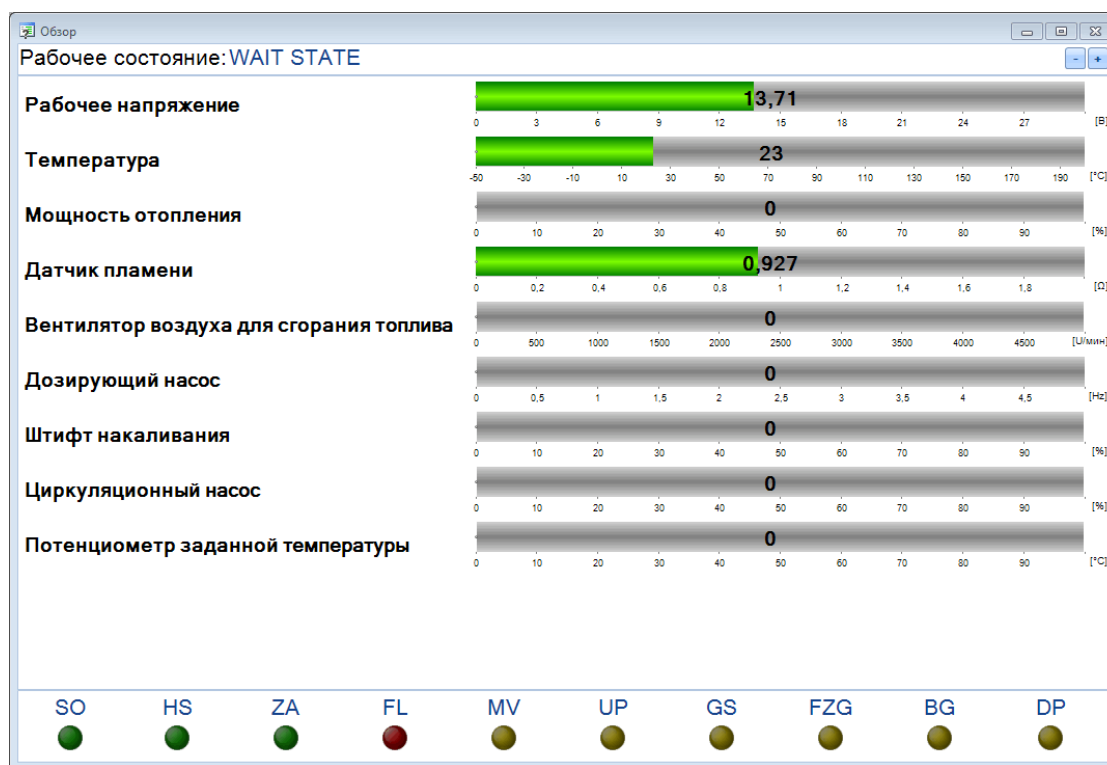 Обзор
Рабочее состояние: WAIT STATE - +
Рабочее напряжение 13,71
0 3 6 9 12 15 18 21 24 27 [В]
Температура 23
-50 -30 -10 10 30 50 70 90 110 130 150 170 190 [°C]
Мощность отопления 0
0 10 20 30 40 50 60 70 80 90 [%]
Датчик пламени 0,927
0 0,2 0,4 0,6 0,8 1 1,2 1,4 1,6 1,8 [Ω]
Вентилятор воздуха для сгорания топлива 0
0 500 1000 1500 2000 2500 3000 3500 4000 4500 [U/мин]
Дозирующий насос 0
0 0,5 1 1,5 2 2,5 3 3,5 4 4,5 [Hz]
Штифт накаливания 0
0 10 20 30 40 50 60 70 80 90 [%]
Циркуляционный насос 0
0 10 20 30 40 50 60 70 80 90 [%]
Потенциометр заданной температуры 0
0 10 20 30 40 50 60 70 80 90 [°C]
SO HS ZA FL MV UP GS FZG BG DP